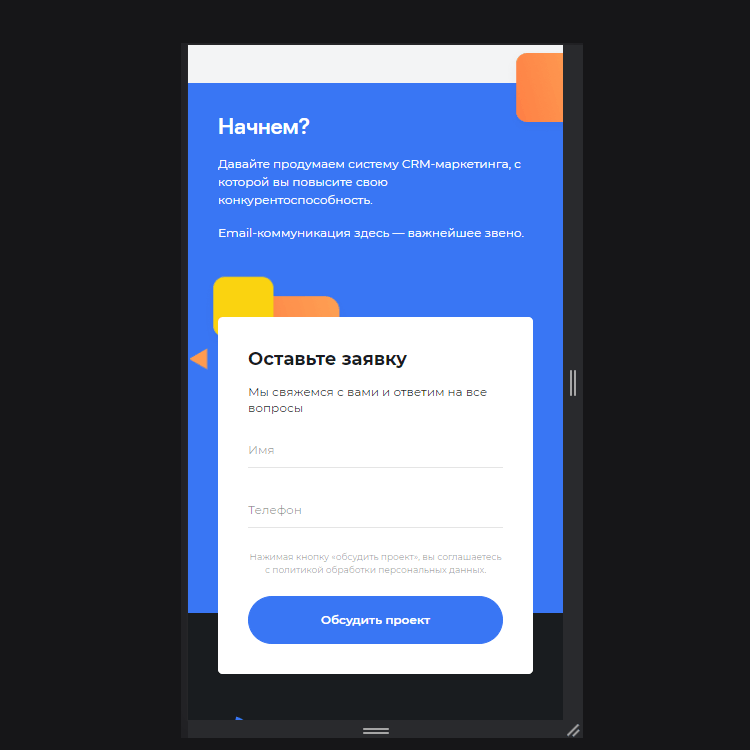 Начнем?
Давайте продумаем систему CRM-маркетинга, с
которой вы повысите свою
конкурентоспособность.
Email-коммуникация здесь — важнейшее звено.
Оставьте заявку
Мы свяжемся с вами и ответим на все
вопросы
Имя
Телефон
Нажимая кнопку «обсудить проект», вы соглашаетесь
с политикой обработки персональных данных.
Обсудить проект